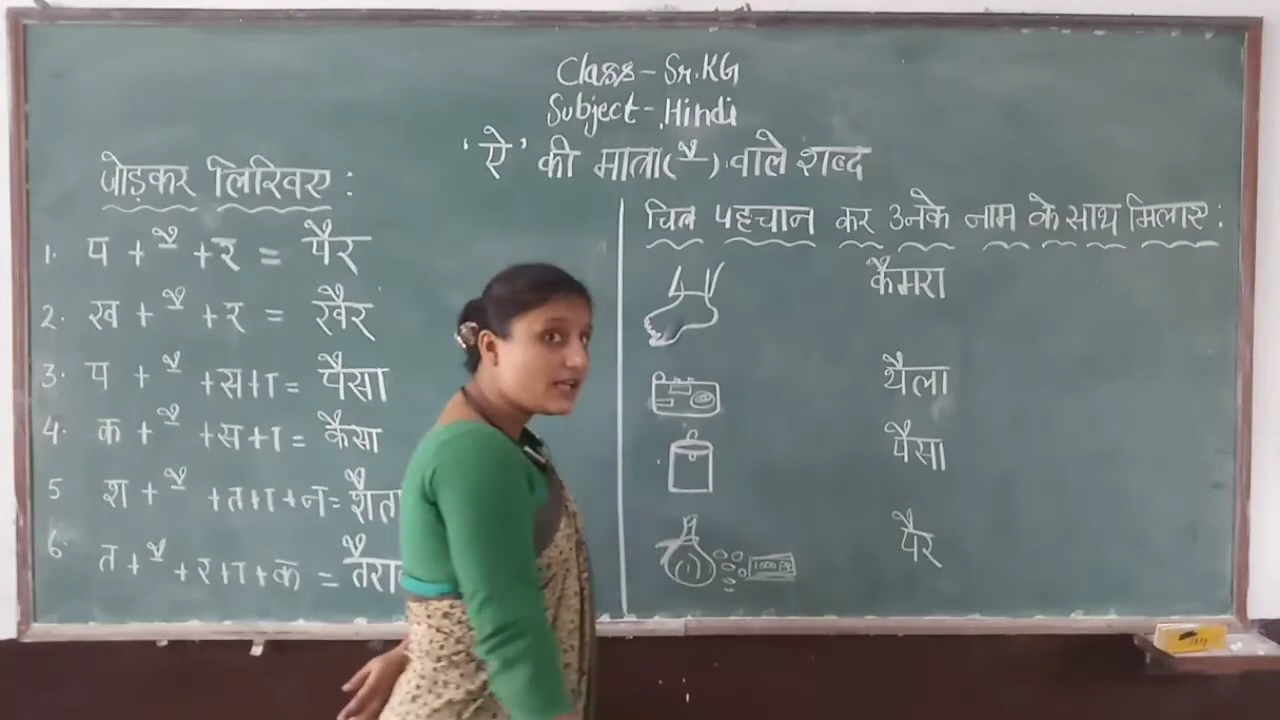 Class - Sr.KG
Subject - Hindi
'ऐ' की मात्रा( ै ) वाले शब्द
जोड़कर लिखिए :
1. प + ै + र = पैर
2. ख + ै + र = खैर
3. प + ै + स + ा = पैसा
4. क + ै + स + ा = कैसा
5 श + ै + त + ा + न = शैता
6. त + ै + र + ा + क = तैरा
चित्र पहचान कर उनके नाम के साथ मिलाए :
कैमरा
थैला
पैसा
पैर